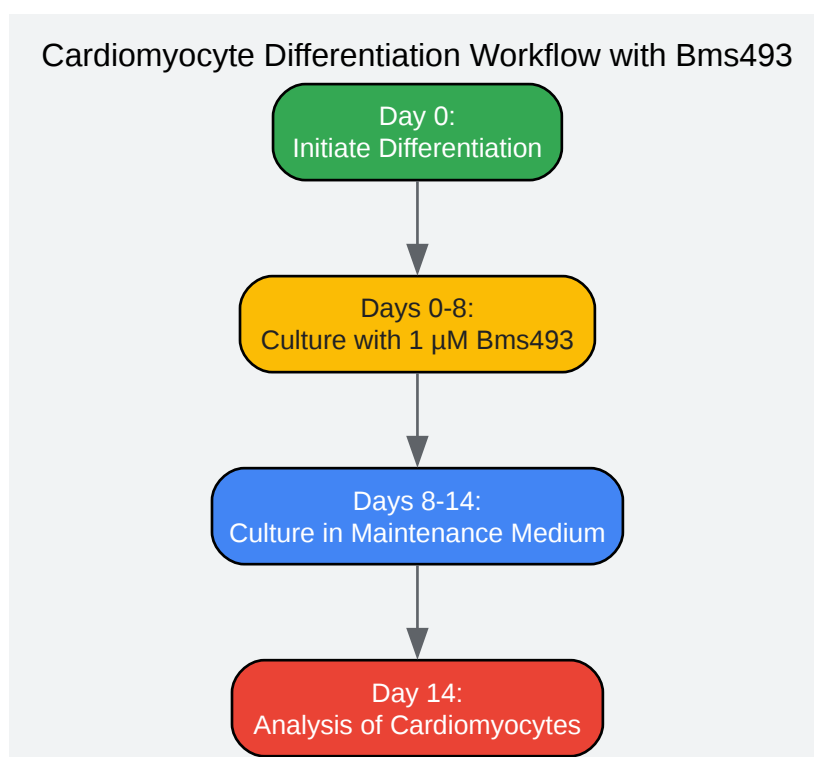 Cardiomyocyte Differentiation Workflow with Bms493
Day 0:
Initiate Differentiation
Days 0-8:
Culture with 1 µM Bms493
Days 8-14:
Culture in Maintenance Medium
Day 14:
Analysis of Cardiomyocytes